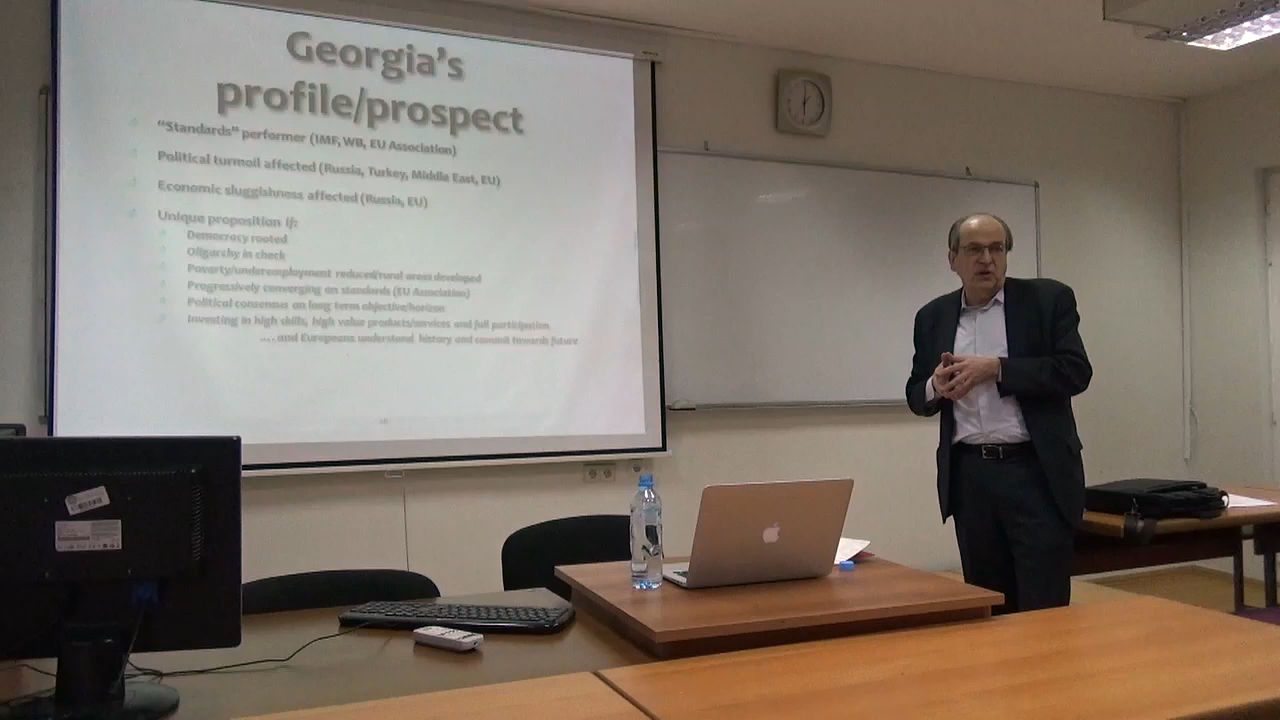 Georgia's
profile/prospect
"Standards" performer (IMF, WB, EU Association)
Political turmoil affected (Russia, Turkey, Middle East, EU)
Economic sluggishness affected (Russia, EU)
Unique proposition if:
Democracy rooted
Oligarchy in check
Poverty/underemployment reduced/rural areas developed
Progressively converging on standards (EU Association)
Political consensus on long term objective/horizon
Investing in high skills, high value products/services and full participation
.... and Europeans understand history and commit towards future